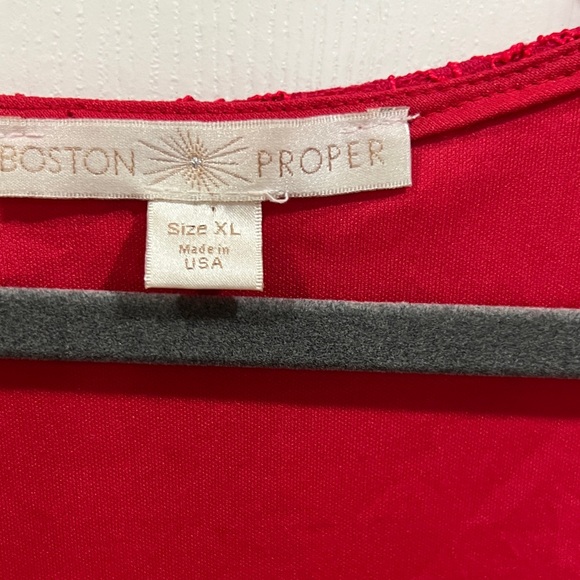 BOSTON PROPER
Size XL
Made in
USA